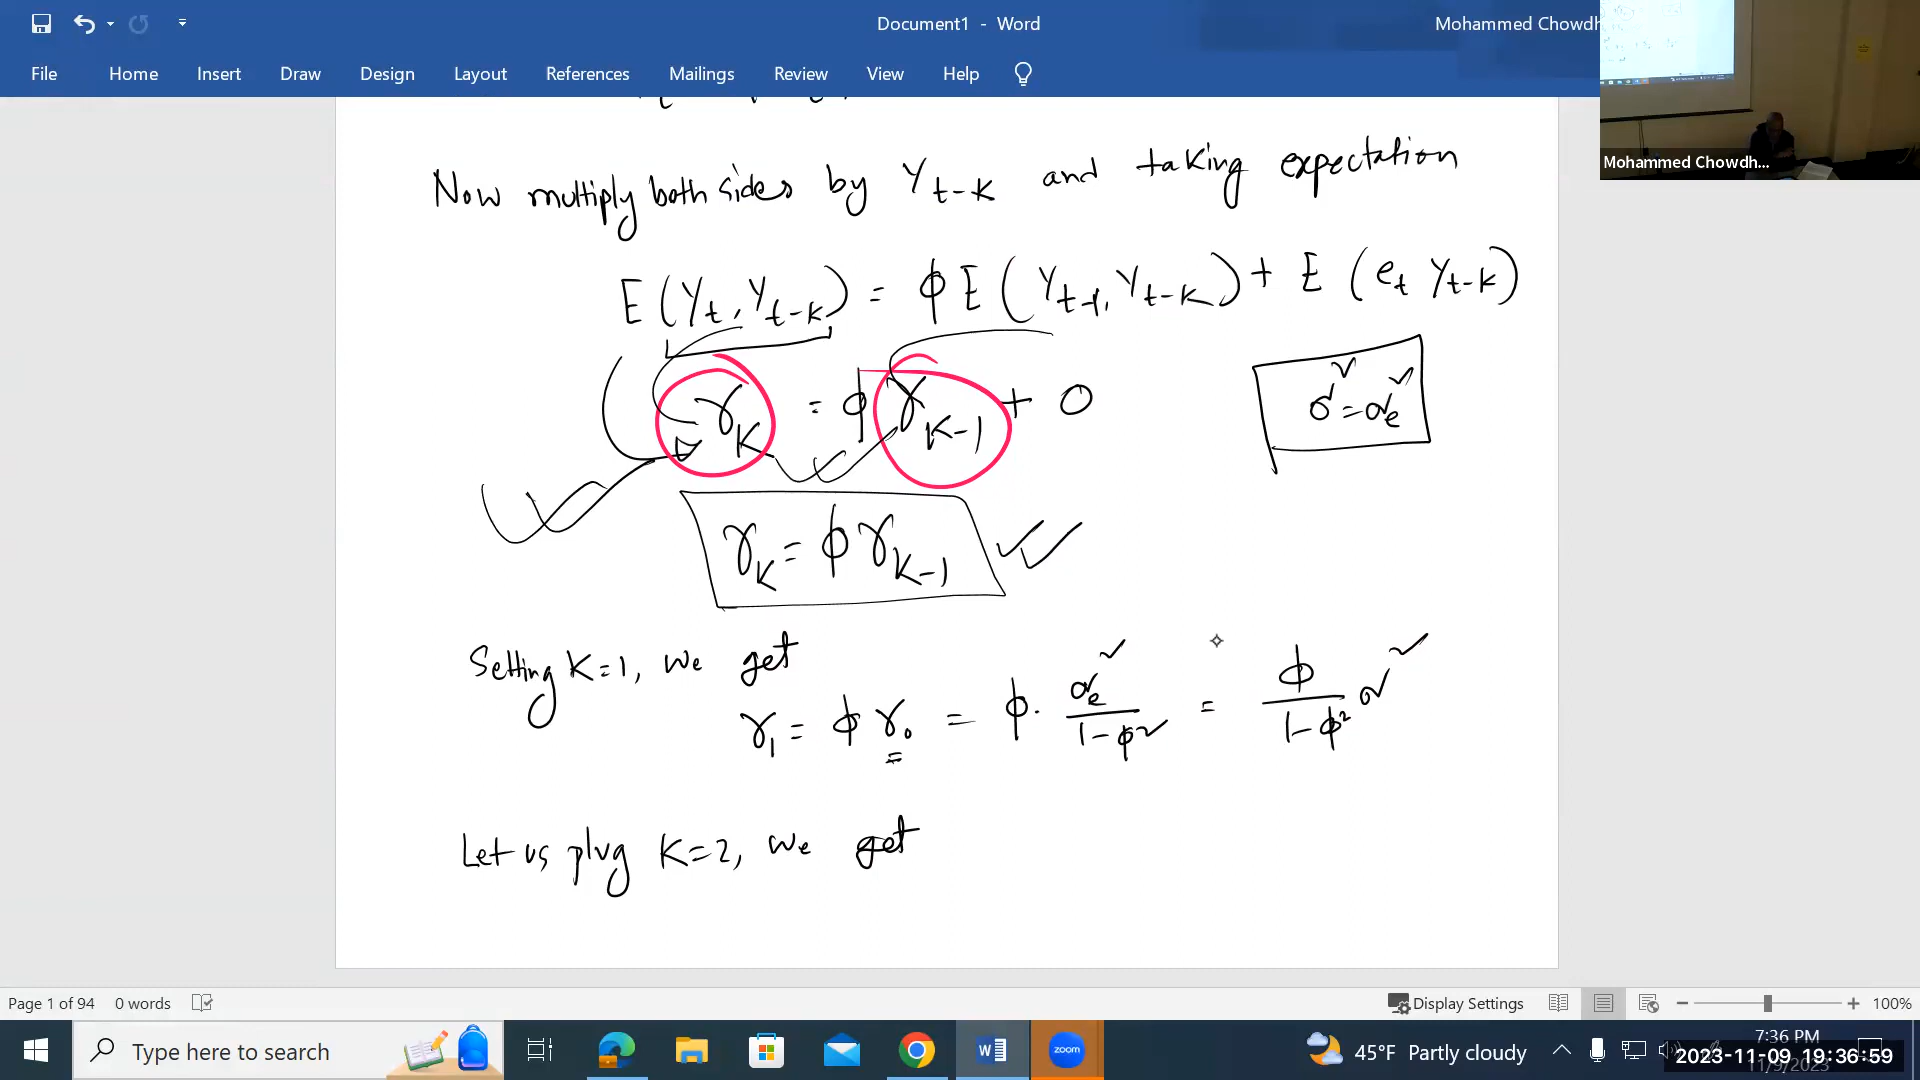 Document1 - Word
Mohammed Chowdh
File Home Insert Draw Design Layout References Mailings Review View Help
Mohammed Chowdh...
Now multiply both sides by Y_{t-k} and taking expectation
E(Y_t, Y_{t-k}) = ϕ E(Y_{t-1}, Y_{t-k}) + E(e_t Y_{t-k})
γ_k = ϕ γ_{k-1} + 0
σ² = σ_e²
γ_k = ϕ γ_{k-1}
Setting k=1, we get
γ_1 = ϕ γ_0 = ϕ · σ_e² / (1-ϕ²) = ϕ / (1-ϕ²) σ²
Let us plug k=2, we get
Page 1 of 94 0 words
Display Settings
100%
Type here to search
zoom
45°F Partly cloudy
7:36 PM
2023-11-09 19:36:59
11/9/2023